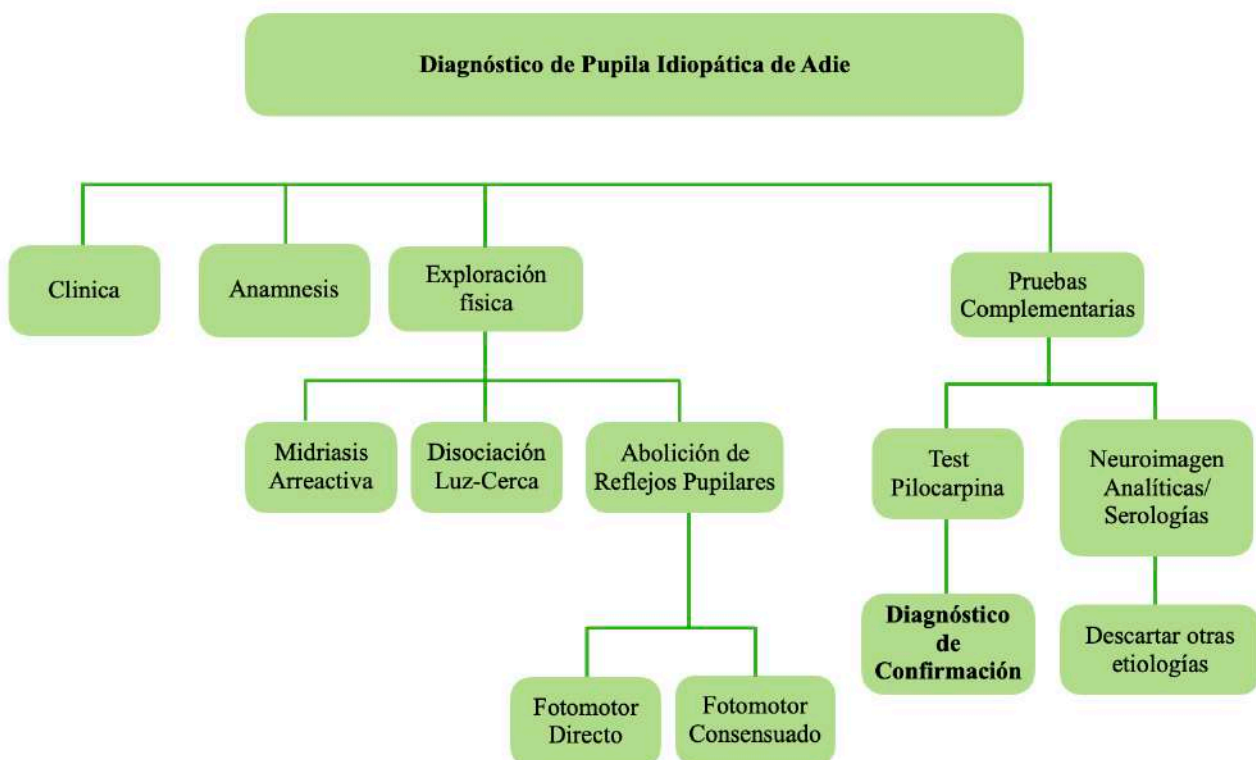 Diagnóstico de Pupila Idiopática de Adie
Clinica
Anamnesis
Exploración
física
Pruebas
Complementarias
Midriasis
Arreactiva
Disociación
Luz-Cerca
Abolición de
Reflejos Pupilares
Test
Pilocarpina
Neuroimagen
Analíticas/
Serologías
Diagnóstico
de
Confirmación
Descartar otras
etiologías
Fotomotor
Directo
Fotomotor
Consensuado